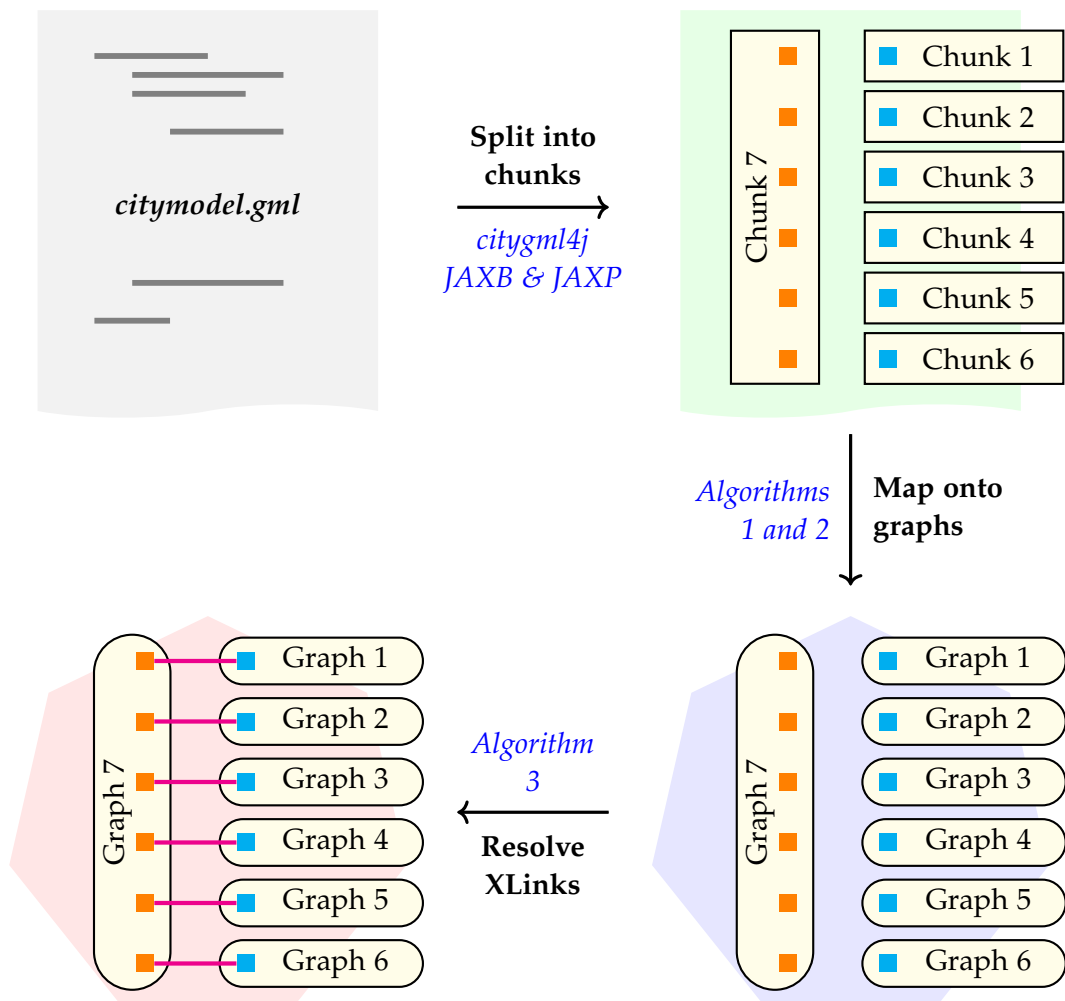 citymodel.gml
Split into
chunks
citygml4j
JAXB & JAXP
Chunk 7
Chunk 1
Chunk 2
Chunk 3
Chunk 4
Chunk 5
Chunk 6
Algorithms
1 and 2
Map onto
graphs
Graph 7
Graph 1
Graph 2
Graph 3
Graph 4
Graph 5
Graph 6
Algorithm
3
Resolve
XLinks
Graph 7
Graph 1
Graph 2
Graph 3
Graph 4
Graph 5
Graph 6